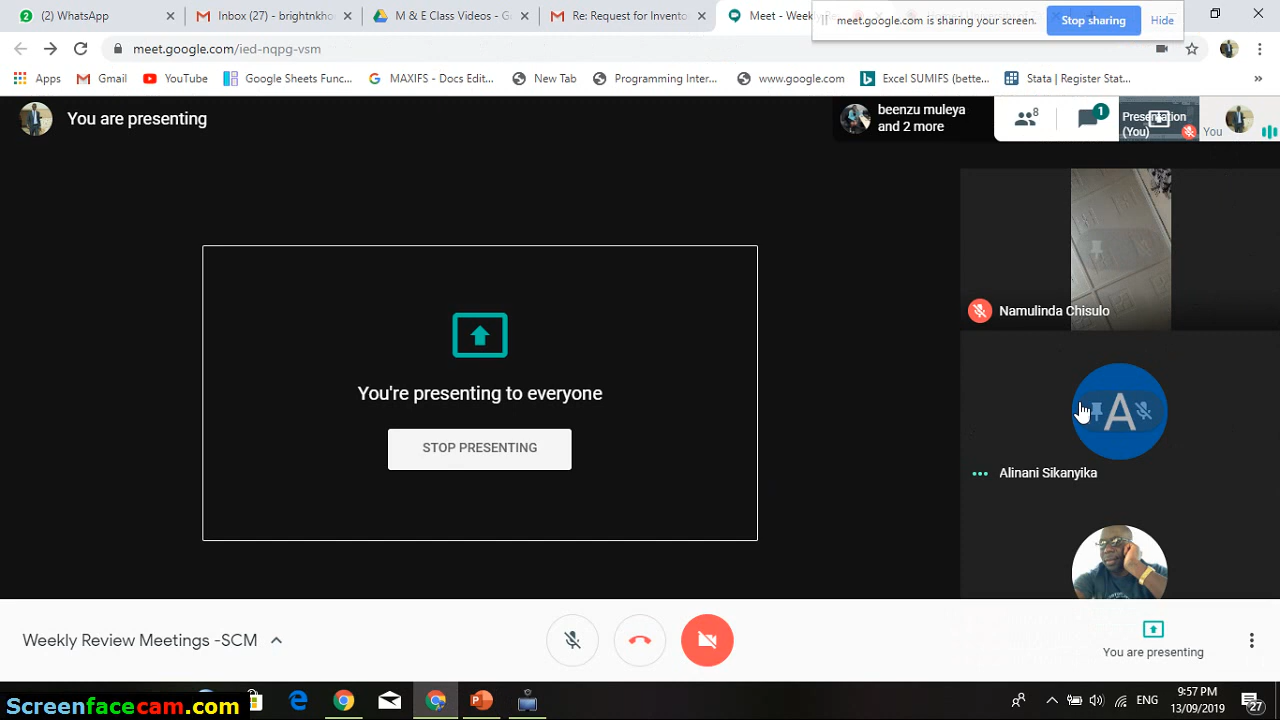 (2) WhatsApp
Inbox (27) - brightnkho
M & E Class Videos - Go
Re: Request for inventor
Meet - Weekly
meet.google.com is sharing your screen.
Stop sharing
Hide
meet.google.com/ied-nqpg-vsm
Apps
Gmail
YouTube
Google Sheets Func...
MAXIFS - Docs Edit...
New Tab
Programming Inter...
www.google.com
Excel SUMIFS (bette...
Stata | Register Stat...
»
You are presenting
beenzu muleya
and 2 more
8
1
Presentation
(You)
You
You're presenting to everyone
STOP PRESENTING
Namulinda Chisulo
A
Alinani Sikanyika
Weekly Review Meetings -SCM
You are presenting
Screenfacecam.com
ENG
9:57 PM
13/09/2019
27